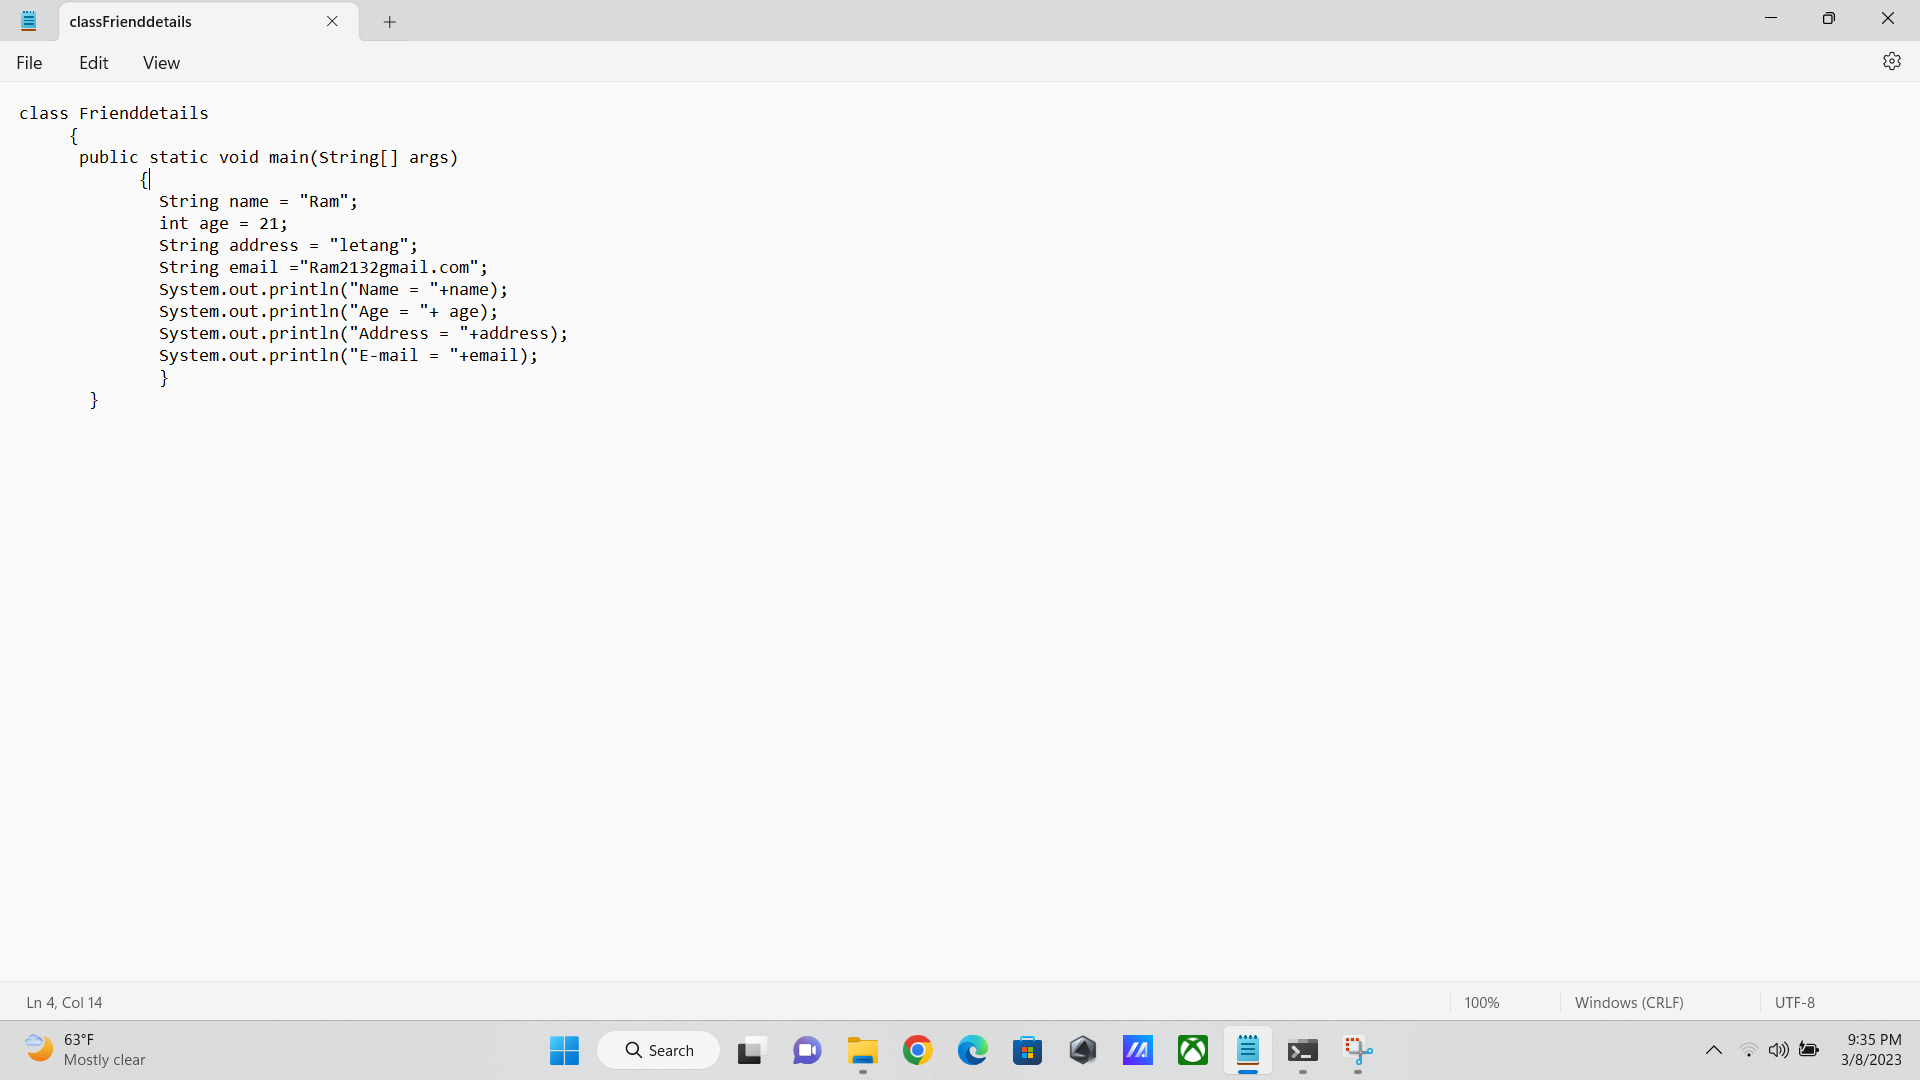 classFrienddetails
File Edit View
class Frienddetails
{
public static void main(String[] args)
{
String name = "Ram";
int age = 21;
String address = "letang";
String email ="Ram2132gmail.com";
System.out.println("Name = "+name);
System.out.println("Age = "+ age);
System.out.println("Address = "+address);
System.out.println("E-mail = "+email);
}
}
Ln 4, Col 14
100%
Windows (CRLF)
UTF-8
63°F
Mostly clear
Search
9:35 PM
3/8/2023